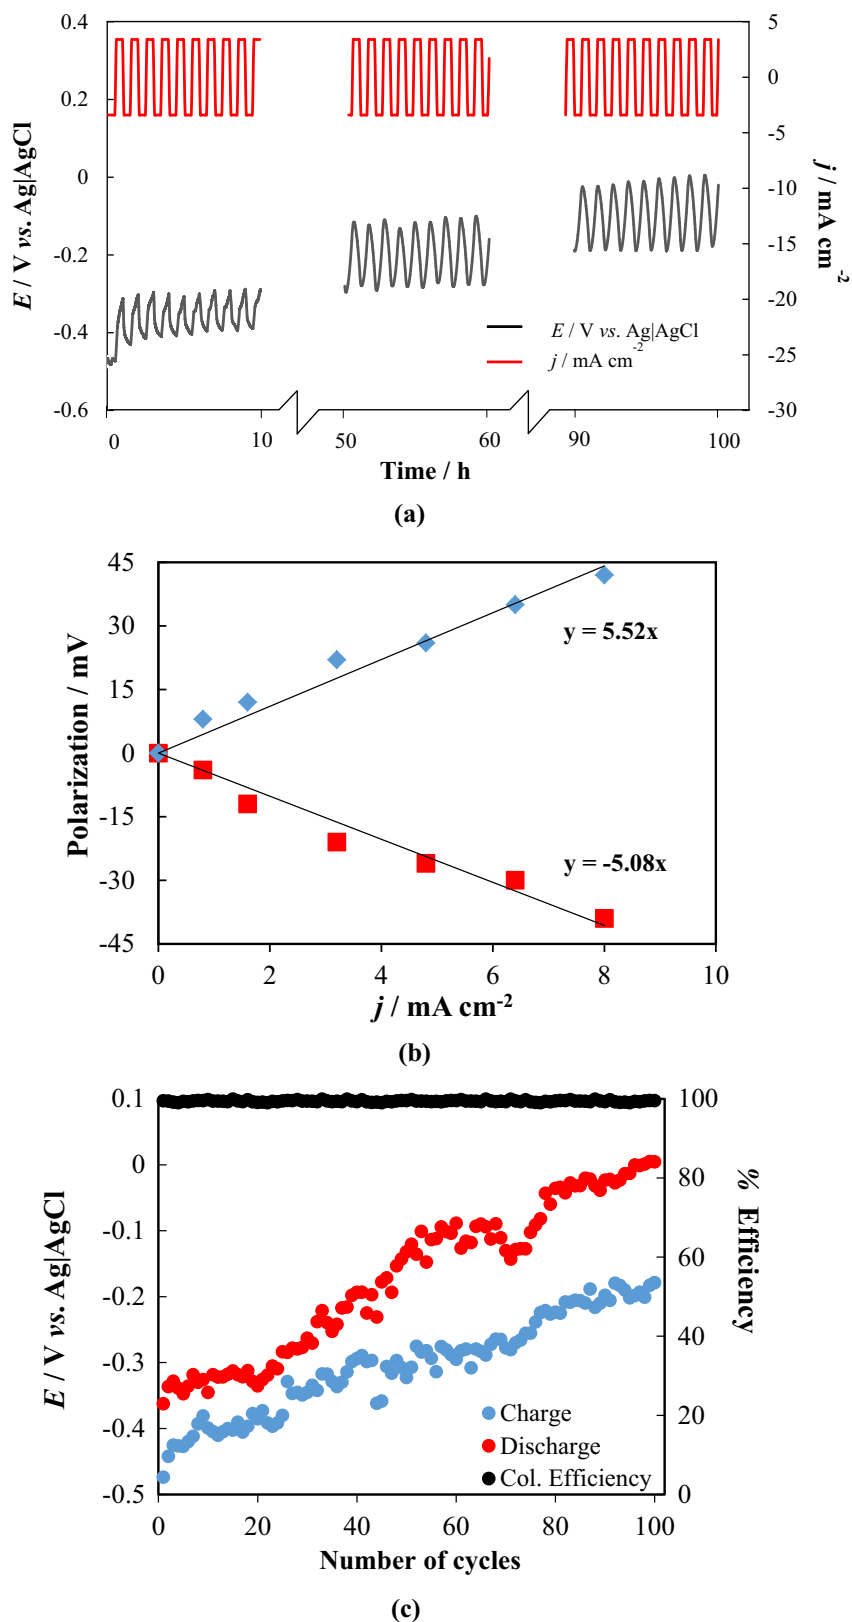 0.4
0.2
0
-0.2
-0.4
-0.6
E / V vs. Ag|AgCl
5
0
-5
-10
-15
-20
-25
-30
j / mA cm-2
E / V vs. Ag|AgCl
j / mA cm-2
0 10 50 60 90 100
Time / h
(a)
45
30
15
0
-15
-30
-45
Polarization / mV
y = 5.52x
y = -5.08x
0 2 4 6 8 10
j / mA cm-2
(b)
0.1
0
-0.1
-0.2
-0.3
-0.4
-0.5
E / V vs. Ag|AgCl
100
80
60
40
20
0
% Efficiency
Charge
Discharge
Col. Efficiency
0 20 40 60 80 100
Number of cycles
(c)